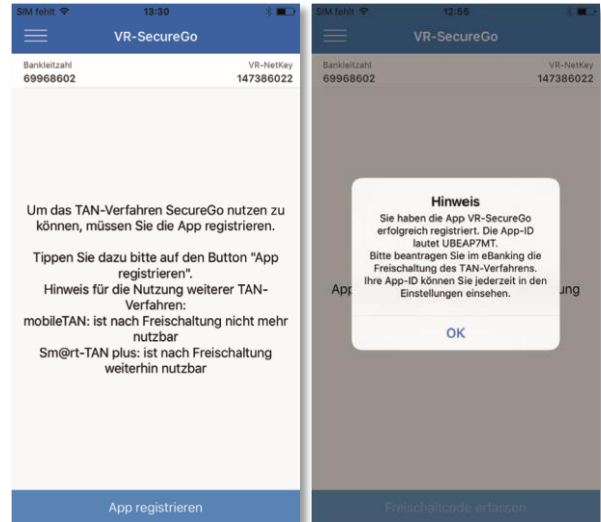 SIM fehlt 13:30
VR-SecureGo
Bankleitzahl VR-NetKey
69968602 147386022
Um das TAN-Verfahren SecureGo nutzen zu
können, müssen Sie die App registrieren.
Tippen Sie dazu bitte auf den Button "App
registrieren".
Hinweis für die Nutzung weiterer TAN-
Verfahren:
mobileTAN: ist nach Freischaltung nicht mehr
nutzbar
Sm@rt-TAN plus: ist nach Freischaltung
weiterhin nutzbar
App registrieren
SIM fehlt 12:55
VR-SecureGo
Bankleitzahl VR-NetKey
69968602 147386022
Hinweis
Sie haben die App VR-SecureGo
erfolgreich registriert. Die App-ID
lautet UBEAP7MT.
Bitte beantragen Sie im eBanking die
Freischaltung des TAN-Verfahrens.
Ihre App-ID können Sie jederzeit in den
Einstellungen einsehen.
App ung
OK
Freischaltcode erfassen